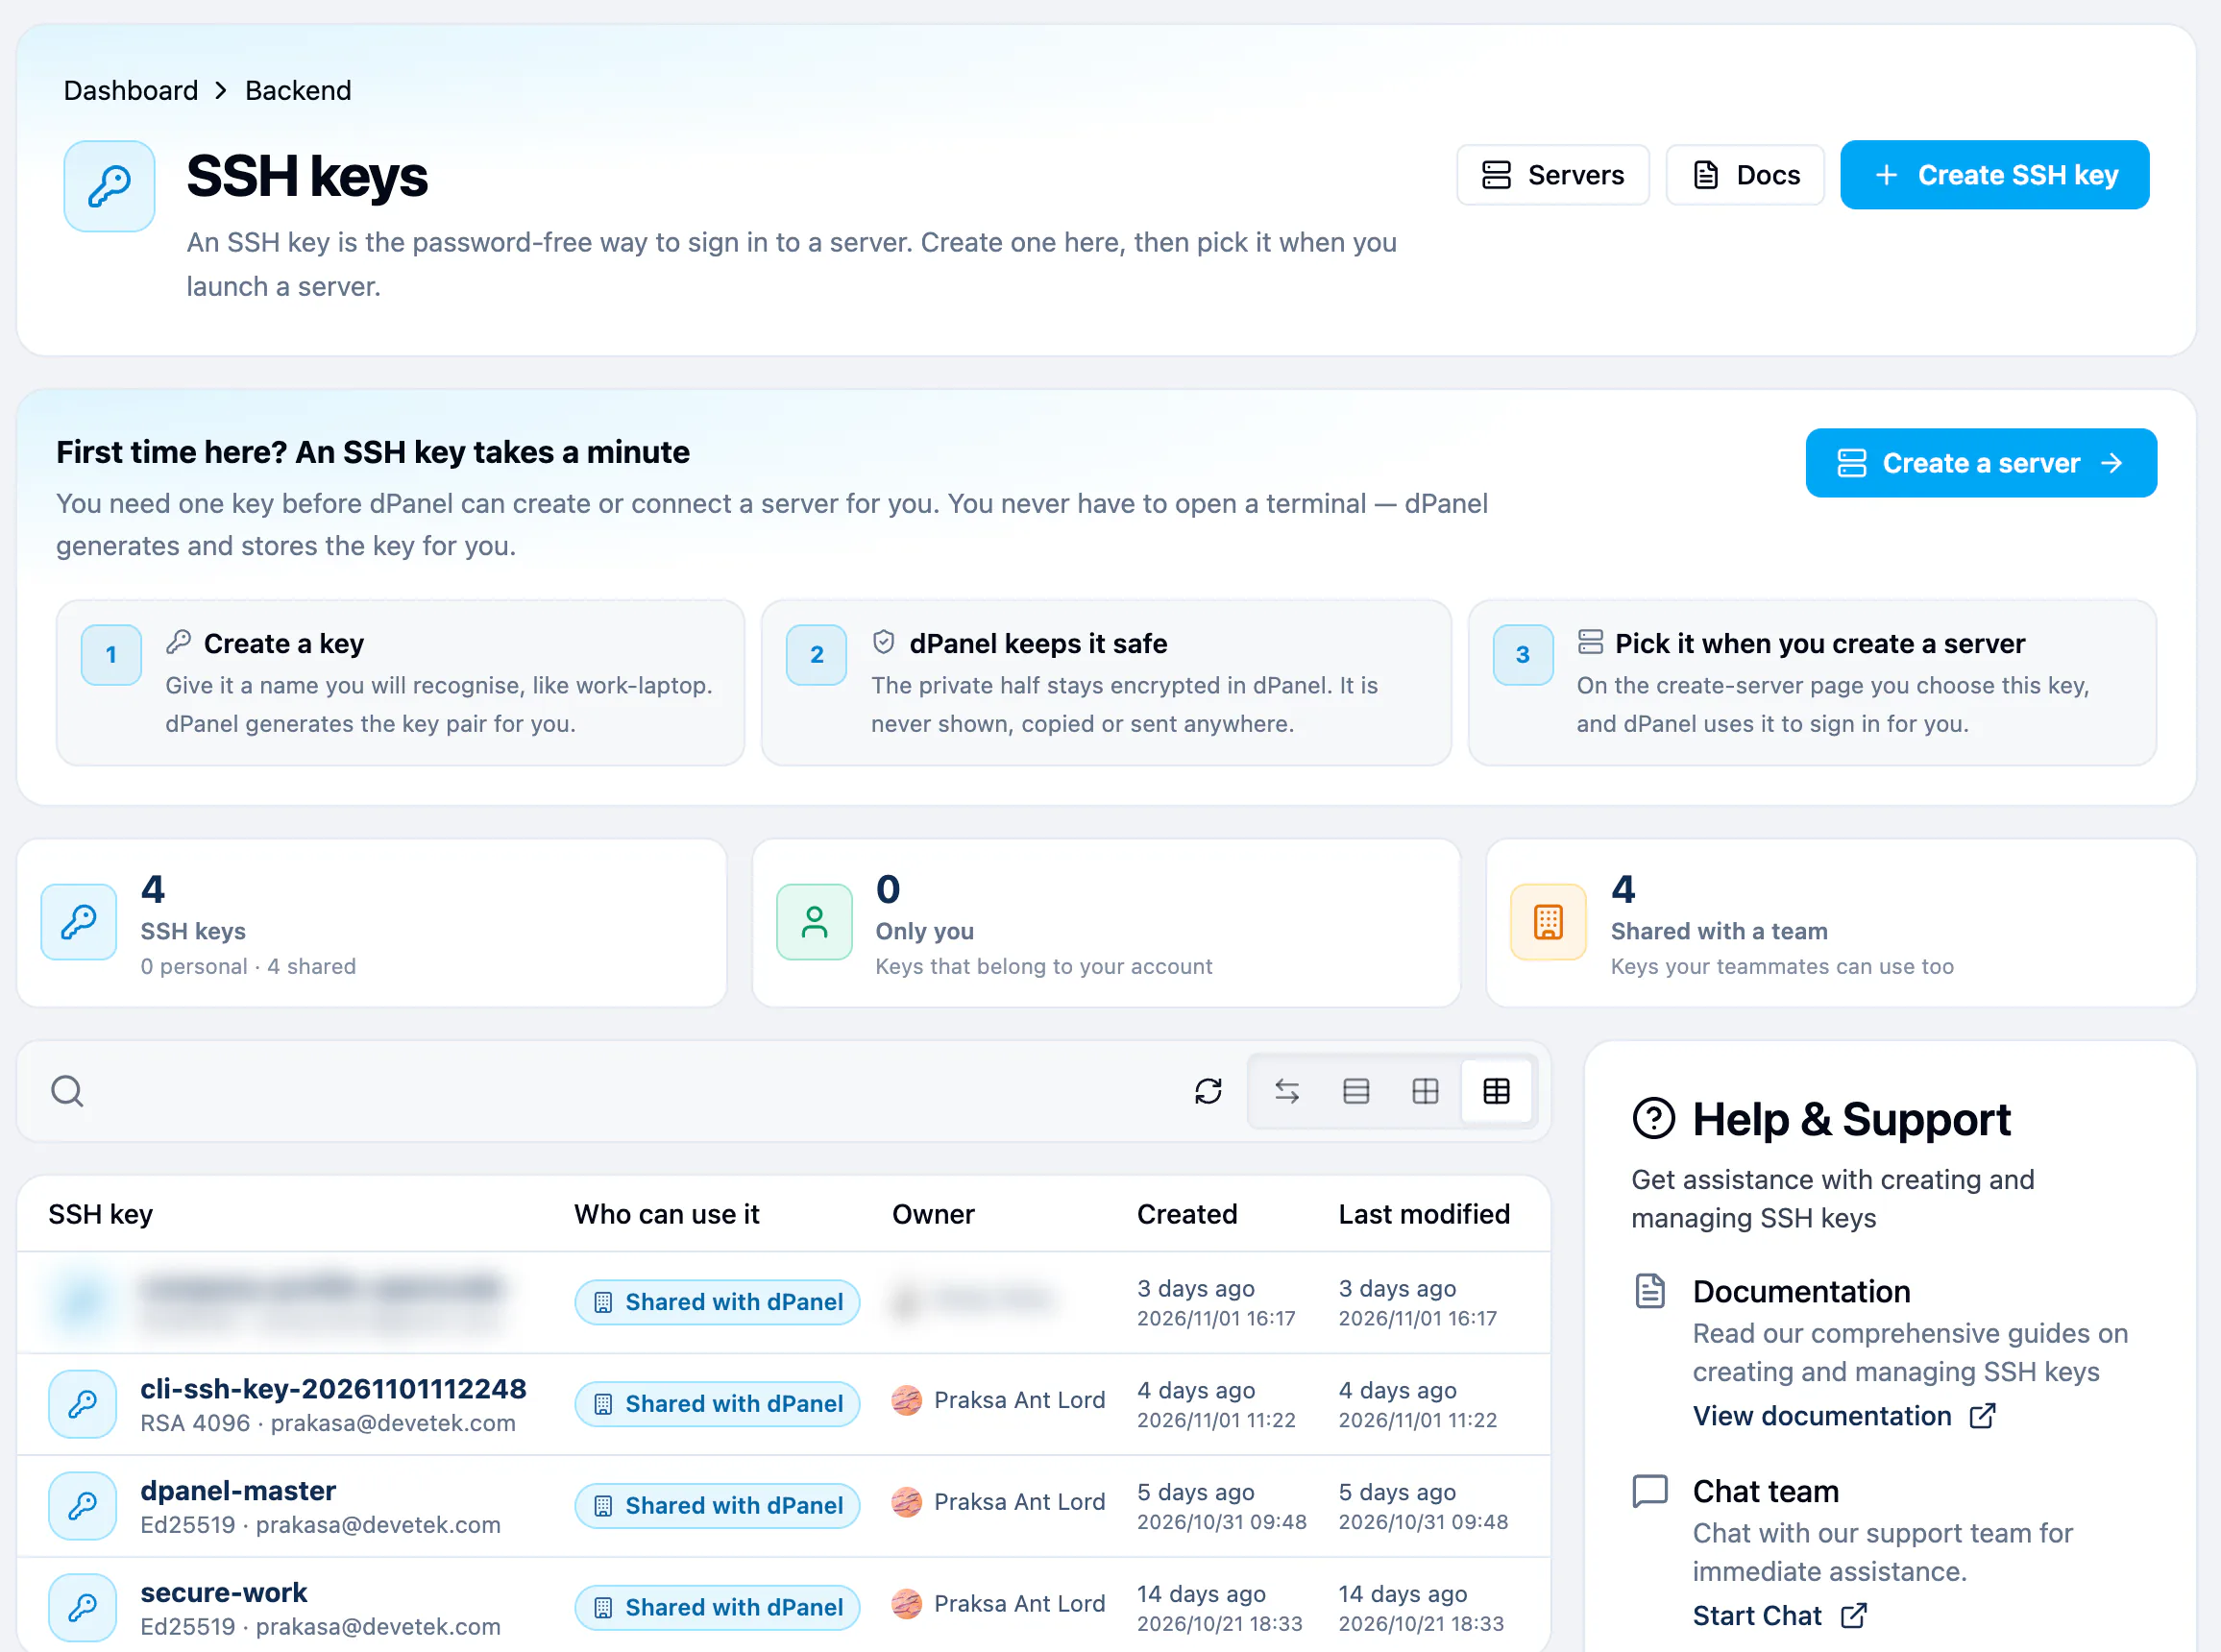 Dashboard > Backend
SSH keys
An SSH key is the password-free way to sign in to a server. Create one here, then pick it when you
launch a server.
Servers
Docs
+ Create SSH key
First time here? An SSH key takes a minute
You need one key before dPanel can create or connect a server for you. You never have to open a terminal — dPanel
generates and stores the key for you.
Create a server →
1
Create a key
Give it a name you will recognise, like work-laptop.
dPanel generates the key pair for you.
2
dPanel keeps it safe
The private half stays encrypted in dPanel. It is
never shown, copied or sent anywhere.
3
Pick it when you create a server
On the create-server page you choose this key,
and dPanel uses it to sign in for you.
4
SSH keys
0 personal · 4 shared
0
Only you
Keys that belong to your account
4
Shared with a team
Keys your teammates can use too
SSH key Who can use it Owner Created Last modified
Shared with dPanel 3 days ago 3 days ago
2026/11/01 16:17 2026/11/01 16:17
cli-ssh-key-20261101112248 Shared with dPanel Praksa Ant Lord 4 days ago 4 days ago
RSA 4096 · prakasa@devetek.com 2026/11/01 11:22 2026/11/01 11:22
dpanel-master Shared with dPanel Praksa Ant Lord 5 days ago 5 days ago
Ed25519 · prakasa@devetek.com 2026/10/31 09:48 2026/10/31 09:48
secure-work Shared with dPanel Praksa Ant Lord 14 days ago 14 days ago
Ed25519 · prakasa@devetek.com 2026/10/21 18:33 2026/10/21 18:33
Help & Support
Get assistance with creating and
managing SSH keys
Documentation
Read our comprehensive guides on
creating and managing SSH keys
View documentation
Chat team
Chat with our support team for
immediate assistance.
Start Chat